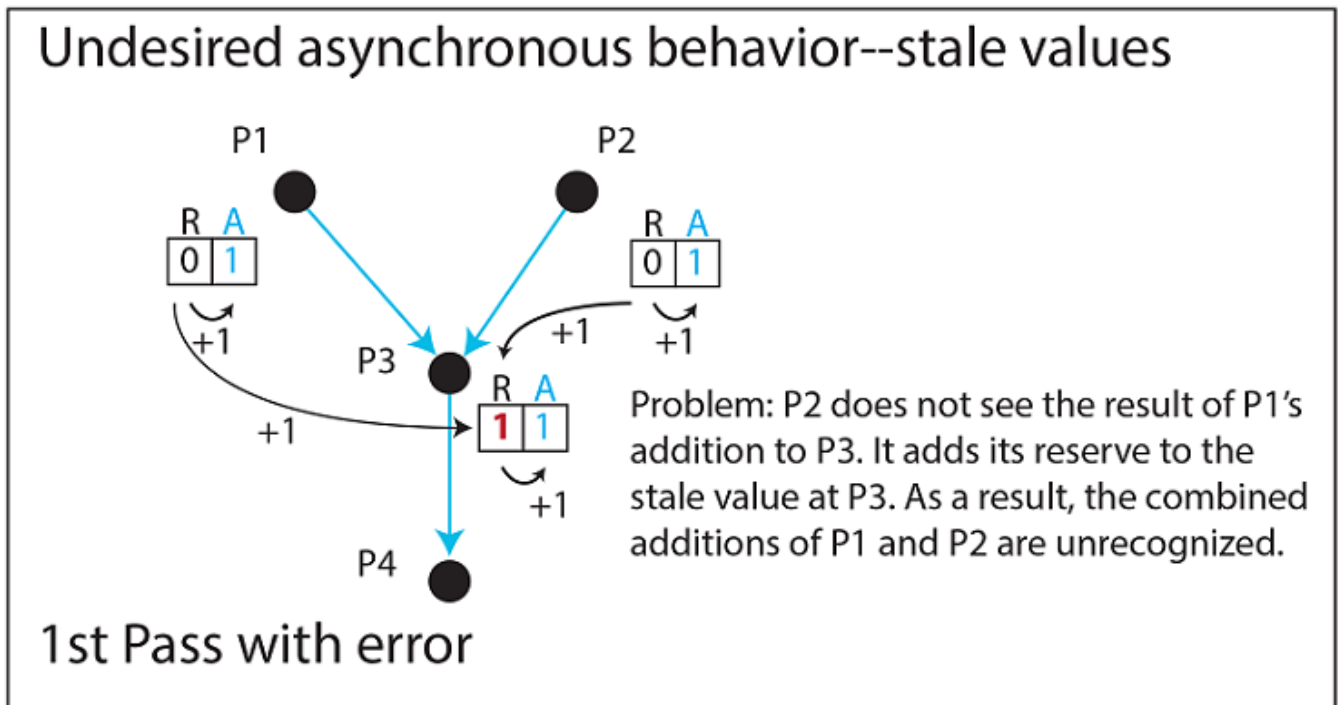 Undesired asynchronous behavior--stale values
P1
P2
R A
0 1
+1
R A
0 1
+1
+1
P3
R A
1 1
+1
+1
Problem: P2 does not see the result of P1's
addition to P3. It adds its reserve to the
stale value at P3. As a result, the combined
additions of P1 and P2 are unrecognized.
P4
1st Pass with error